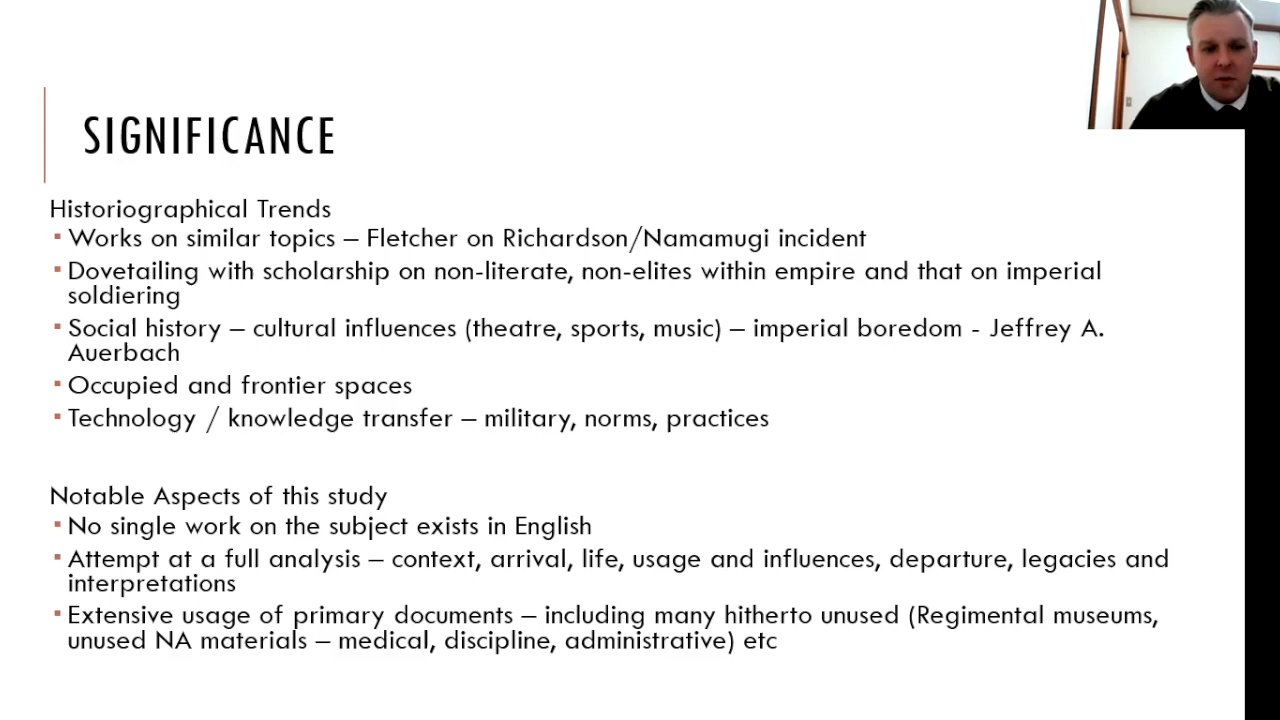 SIGNIFICANCE
Historiographical Trends
▪ Works on similar topics – Fletcher on Richardson/Namamugi incident
▪ Dovetailing with scholarship on non-literate, non-elites within empire and that on imperial
soldiering
▪ Social history – cultural influences (theatre, sports, music) – imperial boredom - Jeffrey A.
Auerbach
▪ Occupied and frontier spaces
▪ Technology / knowledge transfer – military, norms, practices
Notable Aspects of this study
▪ No single work on the subject exists in English
▪ Attempt at a full analysis – context, arrival, life, usage and influences, departure, legacies and
interpretations
▪ Extensive usage of primary documents – including many hitherto unused (Regimental museums,
unused NA materials – medical, discipline, administrative) etc